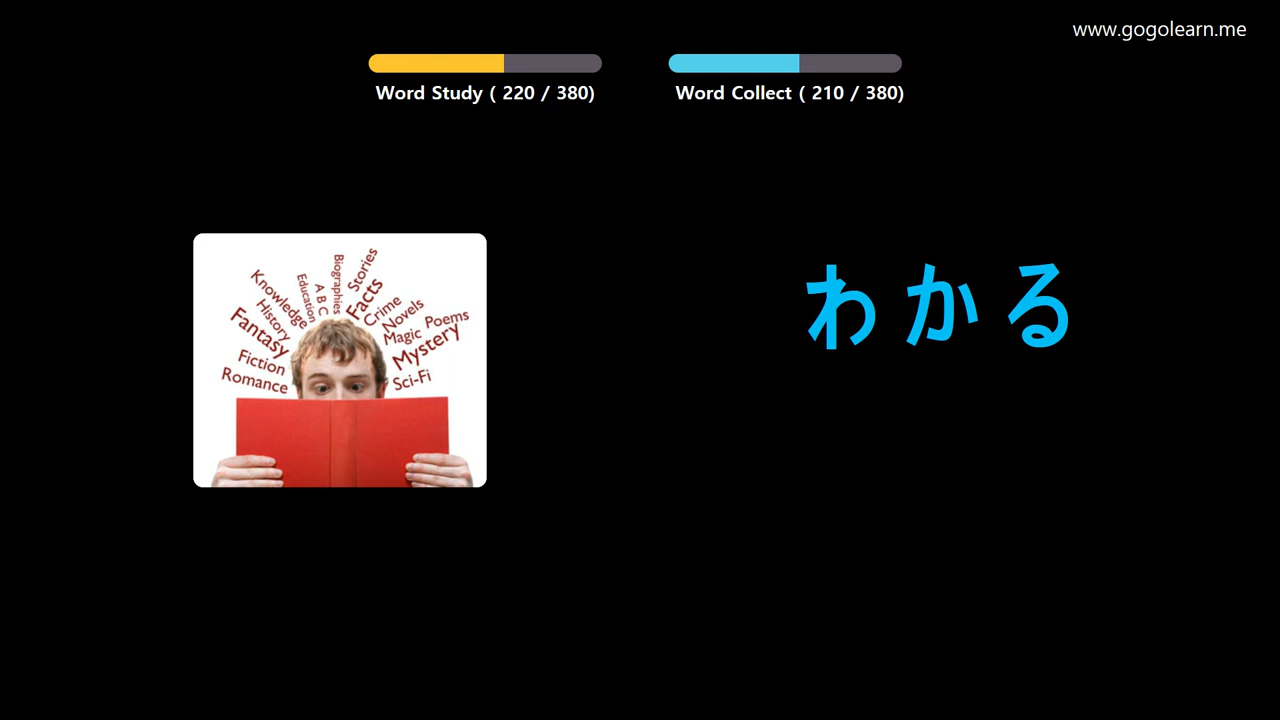 www.gogolearn.me
Word Study ( 220 / 380)
Word Collect ( 210 / 380)
わかる
Knowledge
History
Fantasy
Fiction
Romance
Education
A B C
Biographies
Stories
Facts
Crime
Novels
Magic
Poems
Mystery
Sci-Fi